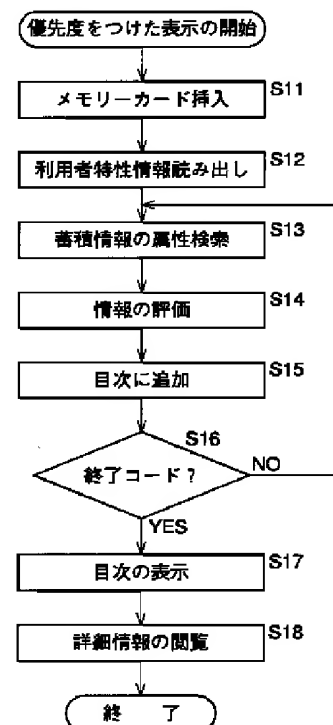 優先度をつけた表示の開始
メモリーカード挿入 S11
利用者特性情報読み出し S12
蓄積情報の属性検索 S13
情報の評価 S14
目次に追加 S15
S16
終了コード? NO
YES
目次の表示 S17
詳細情報の閲覧 S18
終 了